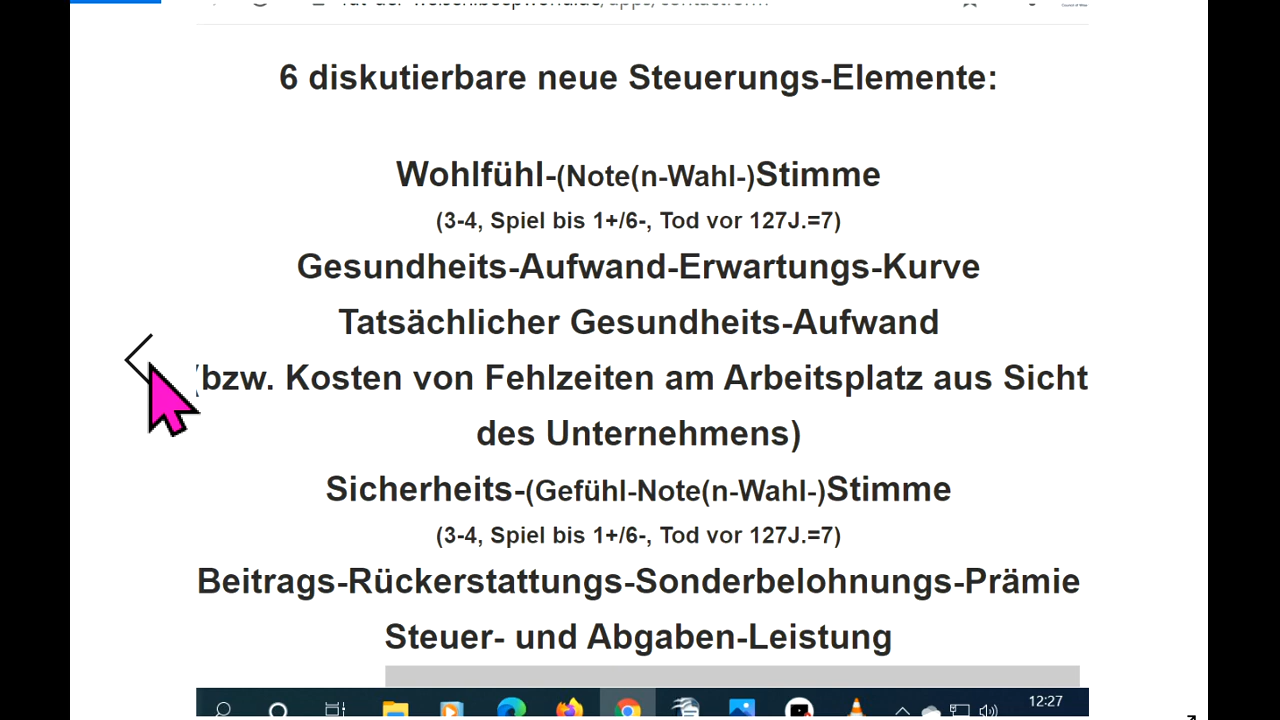 6 diskutierbare neue Steuerungs-Elemente:
Wohlfühl-(Note(n-Wahl-)Stimme
(3-4, Spiel bis 1+/6-, Tod vor 127J.=7)
Gesundheits-Aufwand-Erwartungs-Kurve
Tatsächlicher Gesundheits-Aufwand
(bzw. Kosten von Fehlzeiten am Arbeitsplatz aus Sicht
des Unternehmens)
Sicherheits-(Gefühl-Note(n-Wahl-)Stimme
(3-4, Spiel bis 1+/6-, Tod vor 127J.=7)
Beitrags-Rückerstattungs-Sonderbelohnungs-Prämie
Steuer- und Abgaben-Leistung
12:27